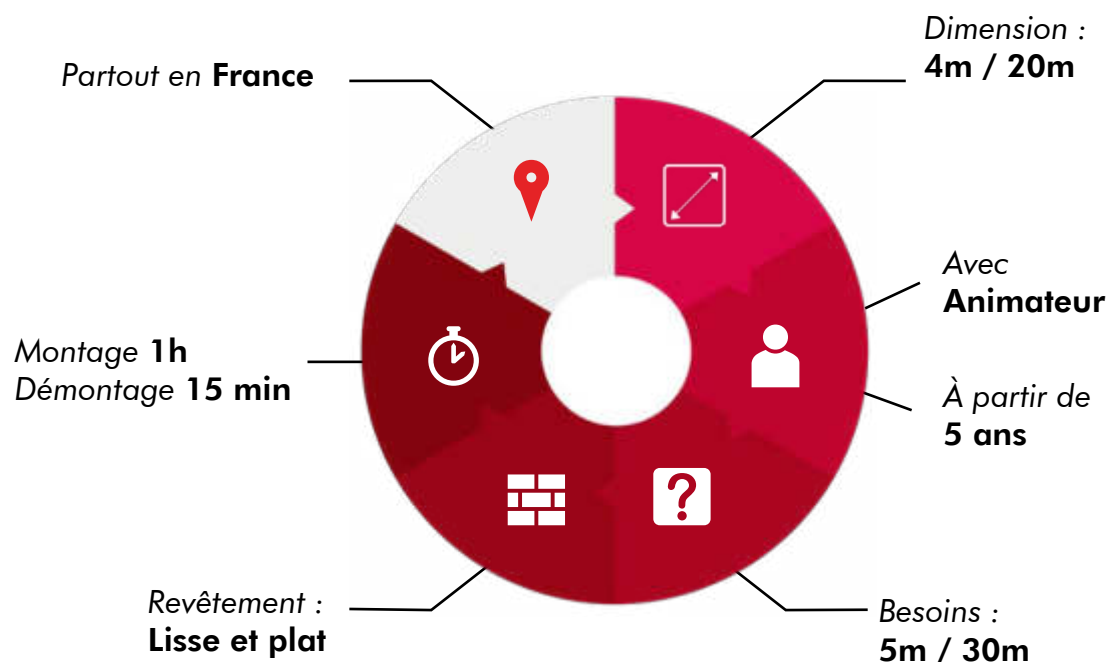 Dimension :
4m / 20m
Partout en France
Avec
Animateur
À partir de
5 ans
Montage 1h
Démontage 15 min
Revêtement :
Lisse et plat
Besoins :
5m / 30m
?